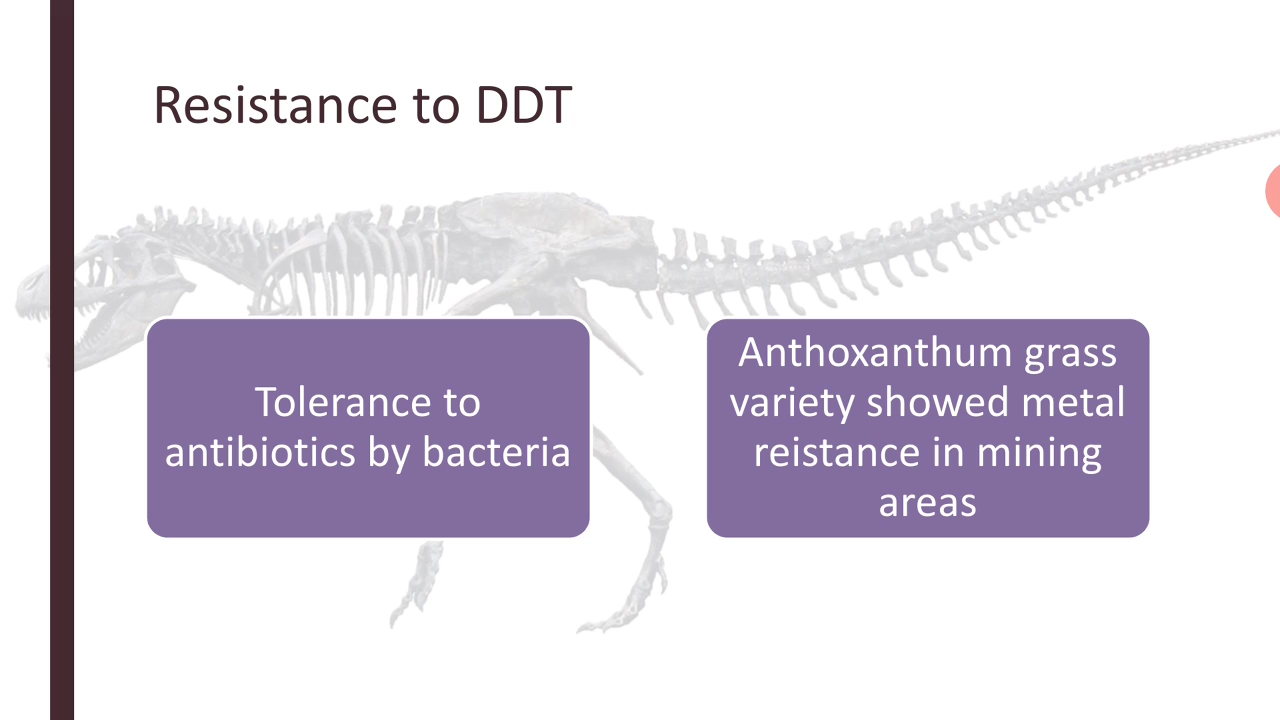 Resistance to DDT
Tolerance to
antibiotics by bacteria
Anthoxanthum grass
variety showed metal
reistance in mining
areas